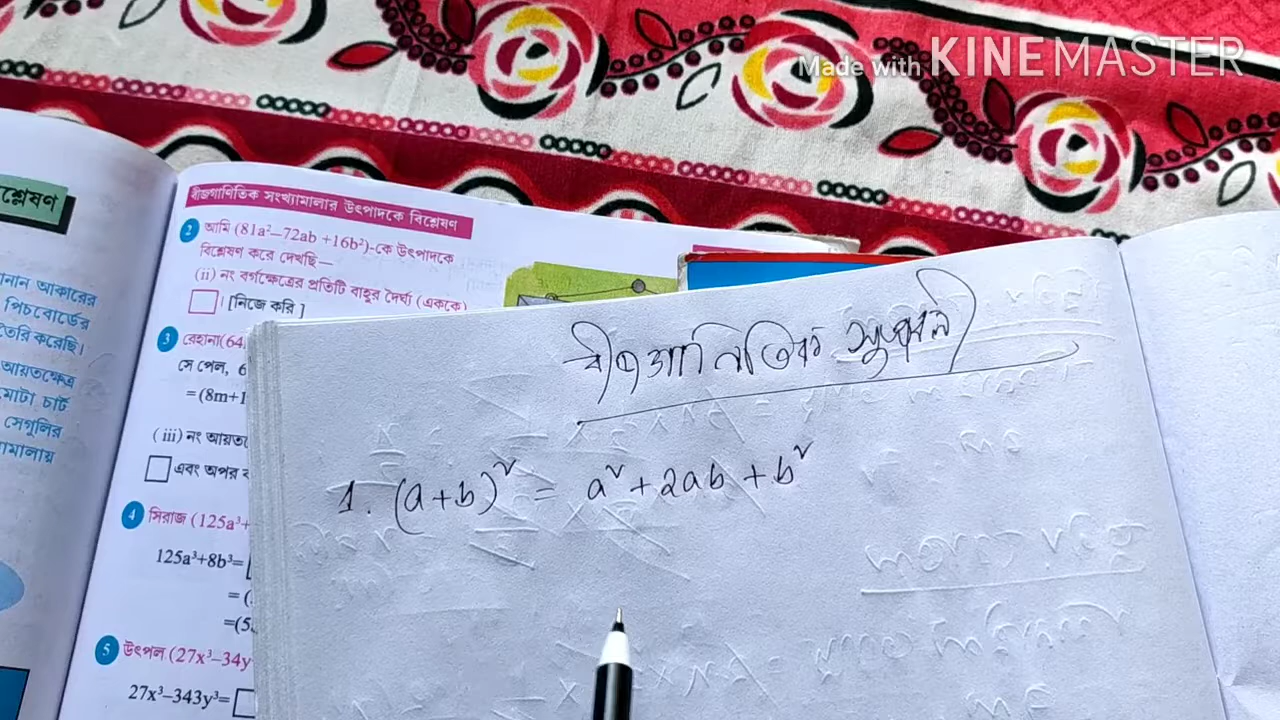 Made with KINEMASTER
শ্লেষণ
নান আকারের
পিচবোর্ডের
তৈরি করেছি।
আয়তক্ষেত্র
মোটা চার্ট
সেগুলির
ামালায়
বীজগাণিতিক সংখ্যামালার উৎপাদকে বিশ্লেষণ
2 আমি (81a²–72ab +16b²)-কে উৎপাদকে
বিশ্লেষণ করে দেখছি—
(ii) নং বর্গক্ষেত্রের প্রতিটি বাহুর দৈর্ঘ্য (এককে)
□ । [নিজে করি]
3 রেহানা(64
সে পেল, 6
= (8m+1
(iii) নং আয়ত
□ এবং অপর ব
4 সিরাজ (125a³+
125a³+8b³=
= (
=(5
5 উৎপল (27x³–34y
27x³–343y³=
বীজগানিতিক সুত্রাবলী
1. (a+b)² = a² + 2ab + b²